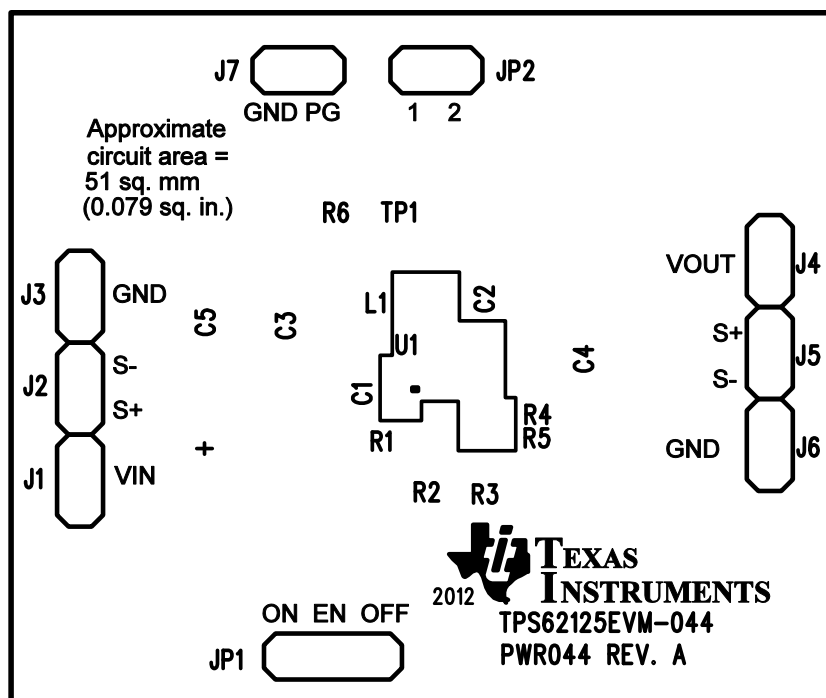 J7
JP2
GND PG
1 2
Approximate
circuit area =
51 sq. mm
(0.079 sq. in.)
R6 TP1
J3
GND
C5
C3
L1
C2
VOUT
J4
U1
J2
S-
S+
C1
C4
S+
S-
J5
R1
R4
R5
J1
+
VIN
GND
J6
R2 R3
2012
TEXAS
INSTRUMENTS
TPS62125EVM-044
PWR044 REV. A
ON EN OFF
JP1